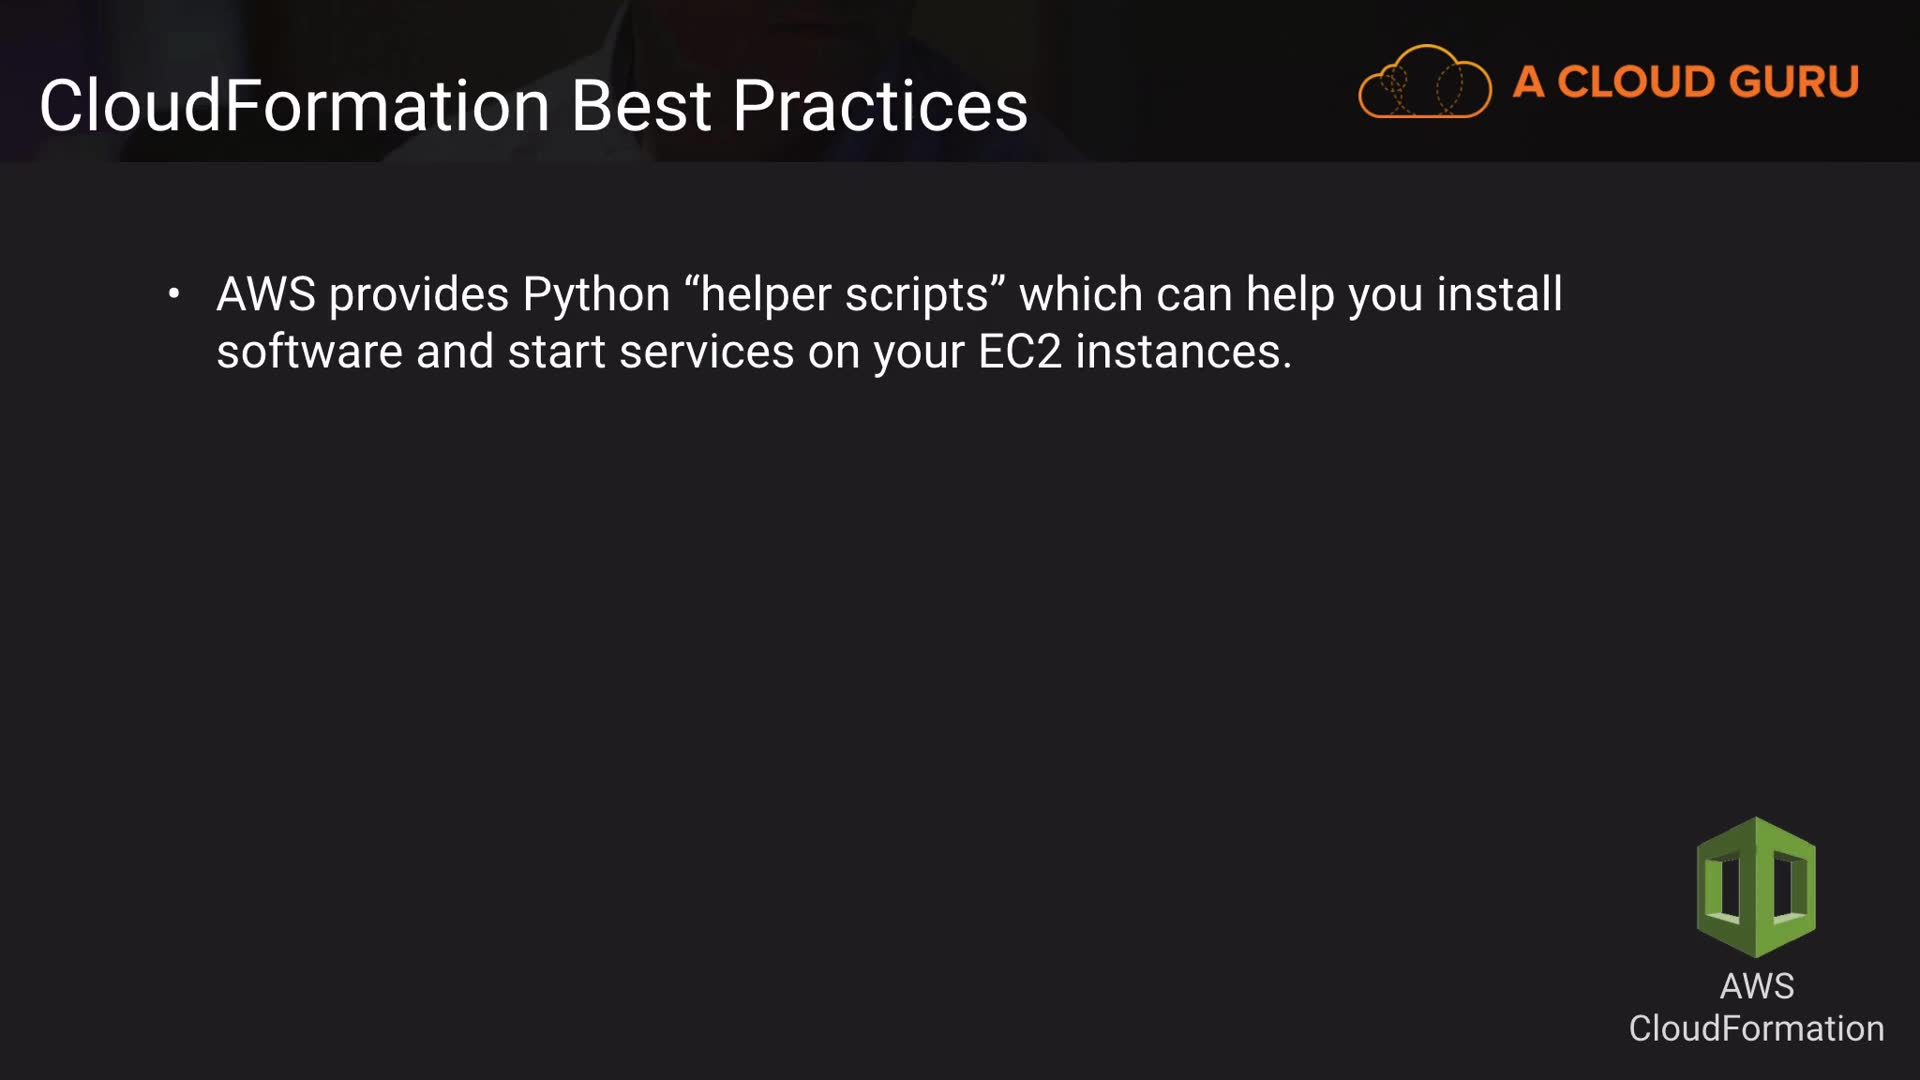 CloudFormation Best Practices
A CLOUD GURU
• AWS provides Python “helper scripts” which can help you install
software and start services on your EC2 instances.
AWS
CloudFormation